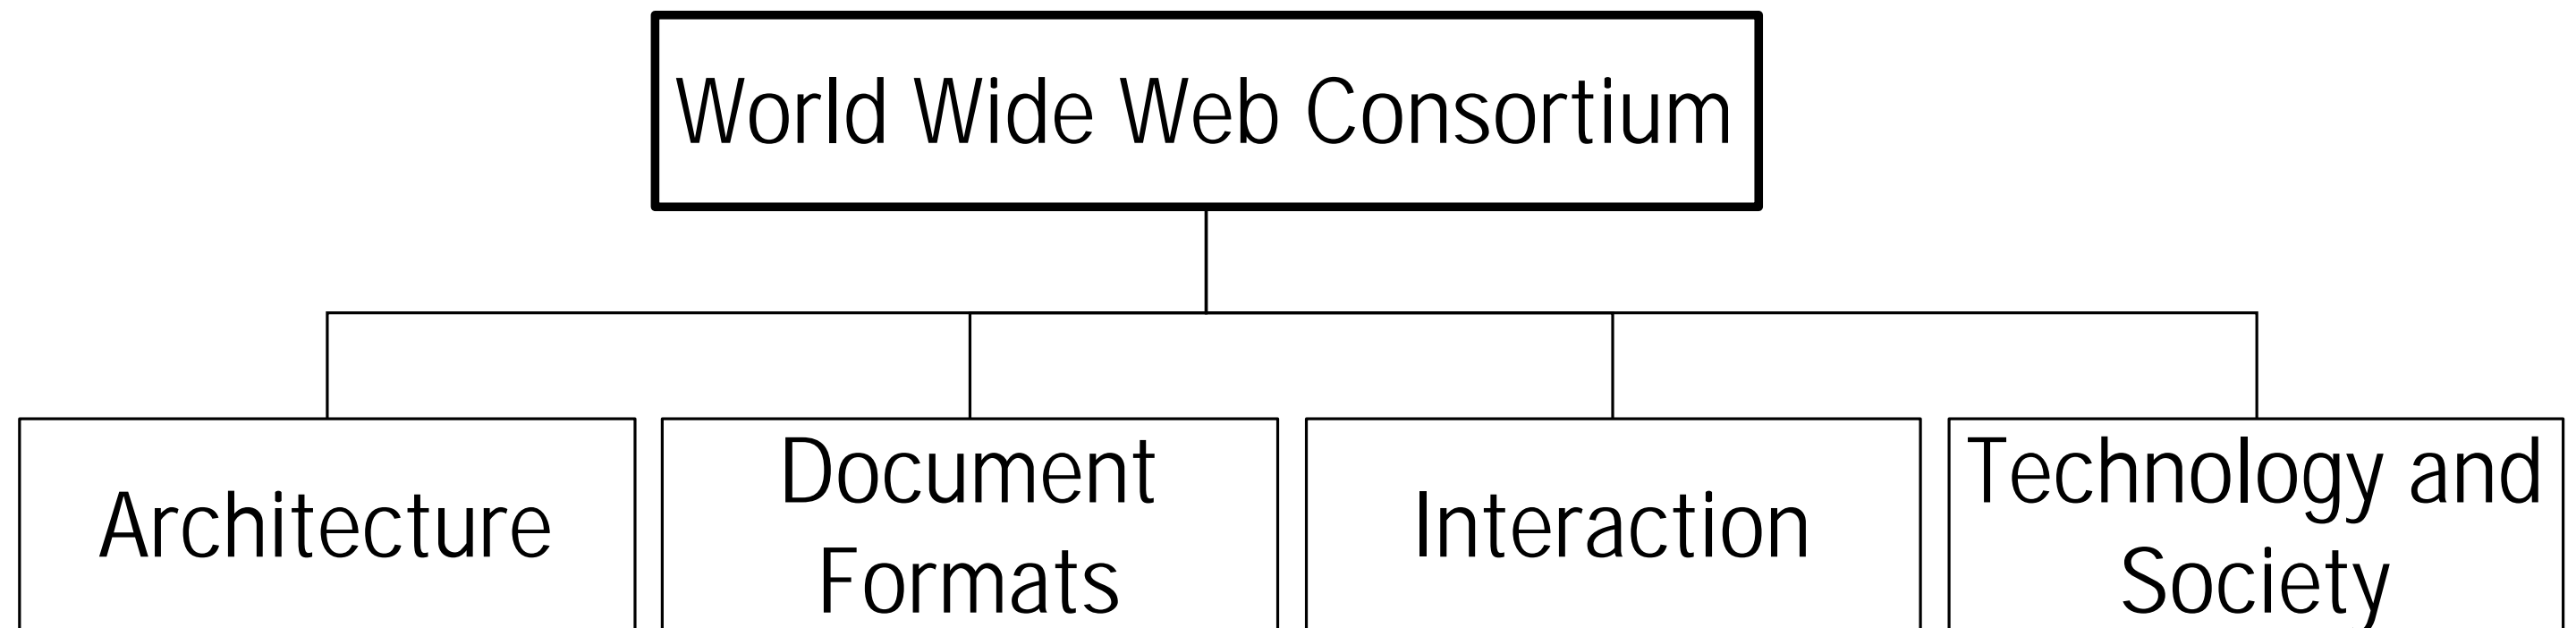 World Wide Web Consortium
Architecture
Document
Formats
Interaction
Technology and
Society